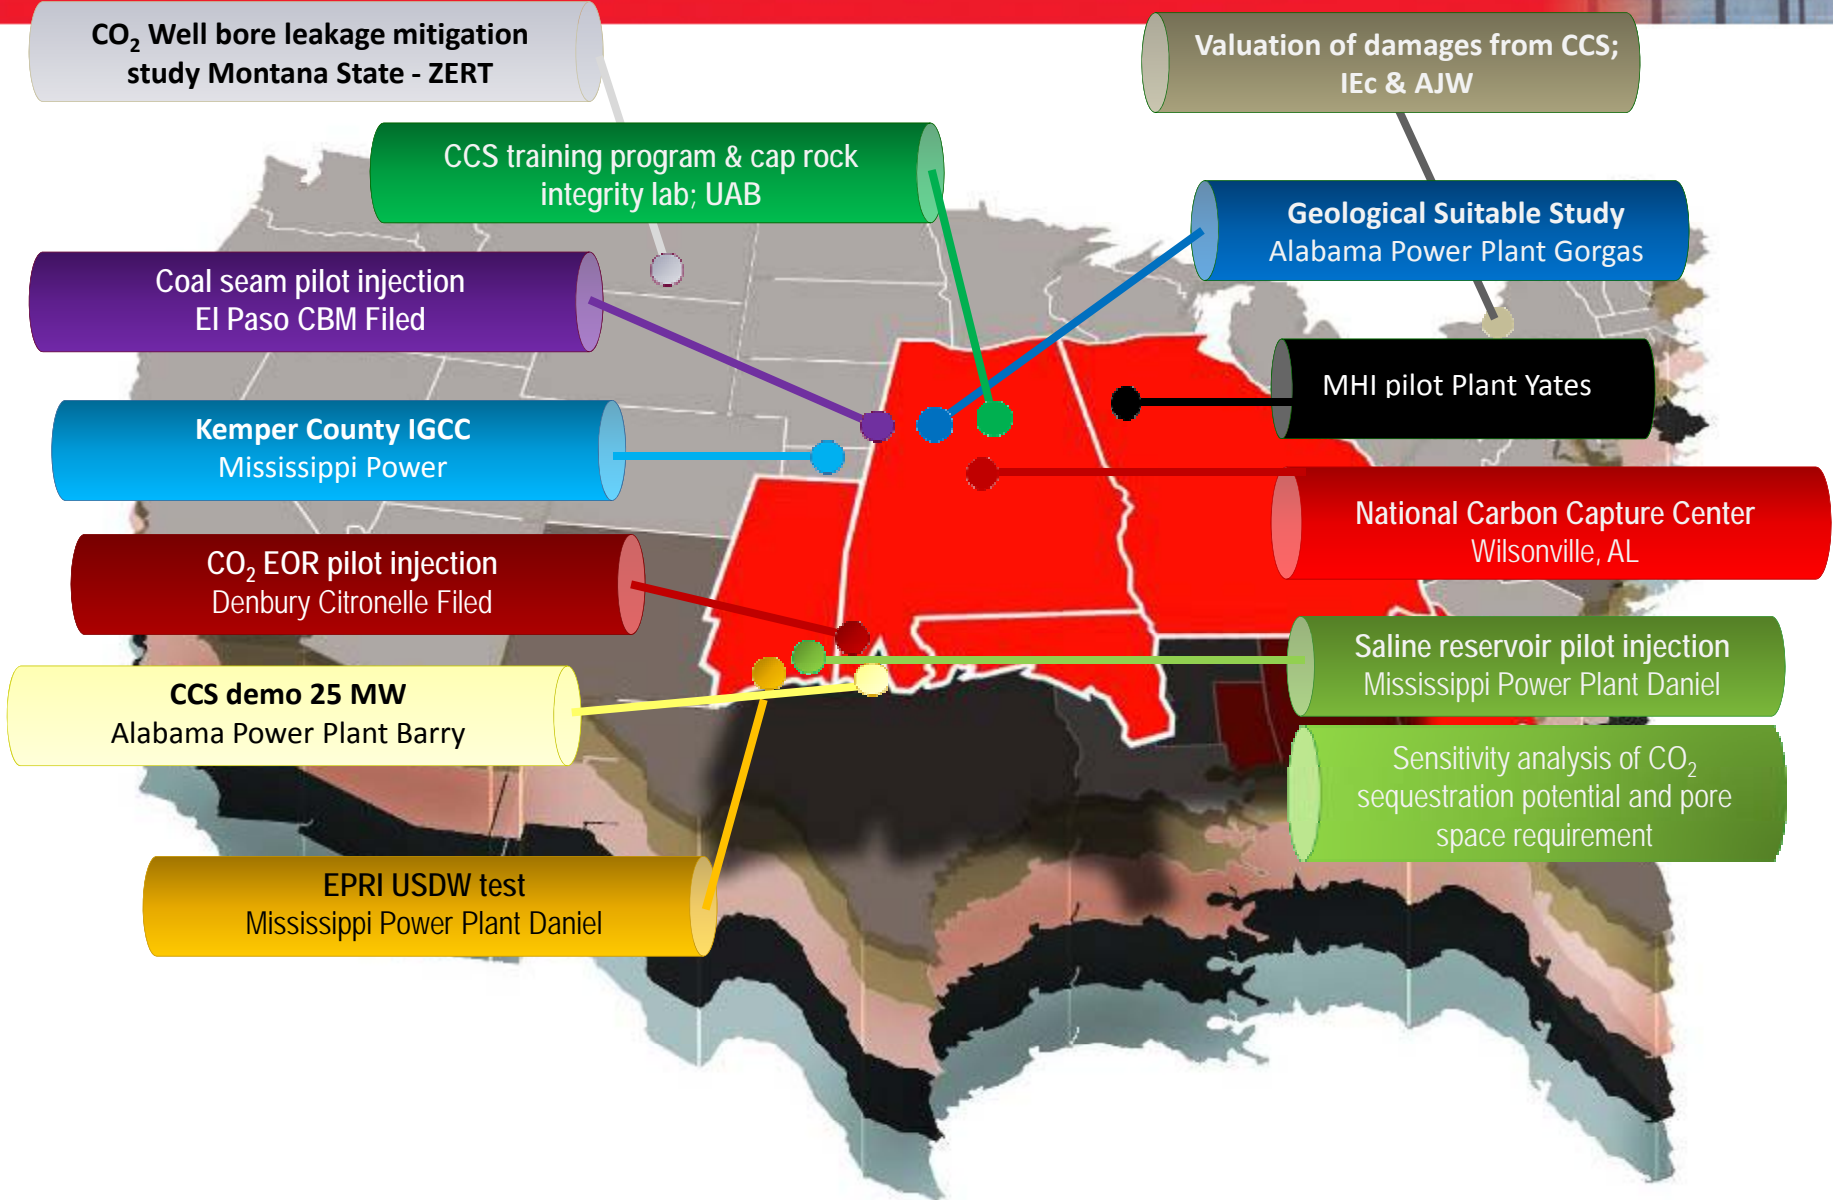 CO2 Well bore leakage mitigation
study Montana State - ZERT
Valuation of damages from CCS;
IEc & AJW
CCS training program & cap rock
integrity lab; UAB
Geological Suitable Study
Alabama Power Plant Gorgas
Coal seam pilot injection
El Paso CBM Filed
MHI pilot Plant Yates
Kemper County IGCC
Mississippi Power
National Carbon Capture Center
Wilsonville, AL
CO2 EOR pilot injection
Denbury Citronelle Filed
Saline reservoir pilot injection
Mississippi Power Plant Daniel
CCS demo 25 MW
Alabama Power Plant Barry
Sensitivity analysis of CO2
sequestration potential and pore
space requirement
EPRI USDW test
Mississippi Power Plant Daniel